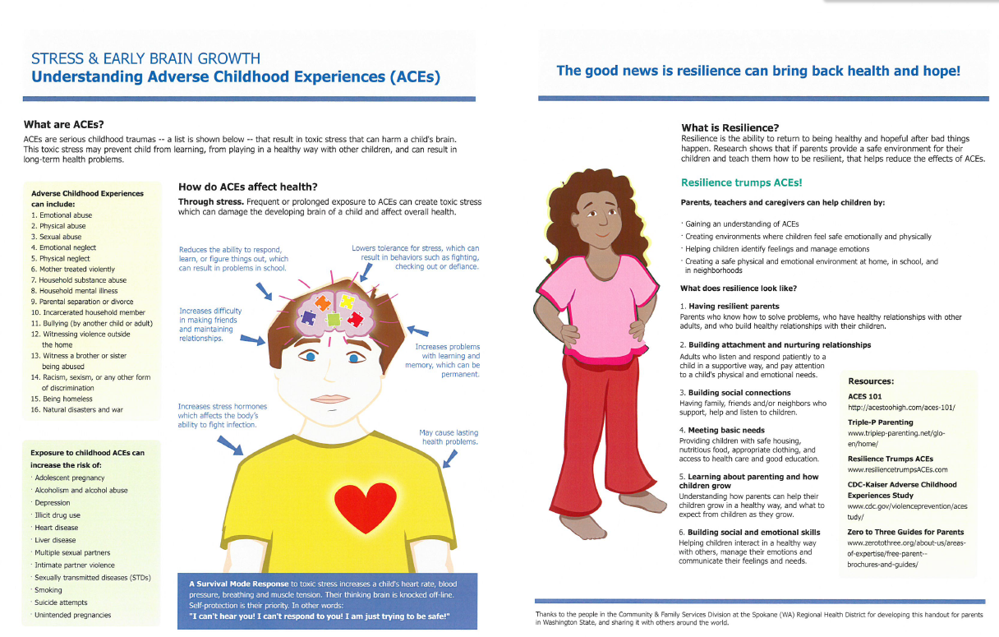 STRESS & EARLY BRAIN GROWTH
Understanding Adverse Childhood Experiences (ACEs)
What are ACEs?
ACEs are serious childhood traumas -- a list is shown below -- that result in toxic stress that can harm a child's brain.
This toxic stress may prevent child from learning, from playing in a healthy way with other children, and can result in
long-term health problems.
Adverse Childhood Experiences
can include:
1. Emotional abuse
2. Physical abuse
3. Sexual abuse
4. Emotional neglect
5. Physical neglect
6. Mother treated violently
7. Household substance abuse
8. Household mental illness
9. Parental separation or divorce
10. Incarcerated household member
11. Bullying (by another child or adult)
12. Witnessing violence outside
the home
13. Witness a brother or sister
being abused
14. Racism, sexism, or any other form
of discrimination
15. Being homeless
16. Natural disasters and war
Exposure to childhood ACEs can
increase the risk of:
· Adolescent pregnancy
· Alcoholism and alcohol abuse
· Depression
· Illicit drug use
· Heart disease
· Liver disease
· Multiple sexual partners
· Intimate partner violence
· Sexually transmitted diseases (STDs)
· Smoking
· Suicide attempts
· Unintended pregnancies
How do ACEs affect health?
Through stress. Frequent or prolonged exposure to ACEs can create toxic stress
which can damage the developing brain of a child and affect overall health.
Reduces the ability to respond,
learn, or figure things out, which
can result in problems in school.
Lowers tolerance for stress, which can
result in behaviors such as fighting,
checking out or defiance.
Increases difficulty
in making friends
and maintaining
relationships.
Increases problems
with learning and
memory, which can be
permanent.
Increases stress hormones
which affects the body's
ability to fight infection.
May cause lasting
health problems.
A Survival Mode Response to toxic stress increases a child's heart rate, blood
pressure, breathing and muscle tension. Their thinking brain is knocked off-line.
Self-protection is their priority. In other words:
"I can't hear you! I can't respond to you! I am just trying to be safe!"
The good news is resilience can bring back health and hope!
What is Resilience?
Resilience is the ability to return to being healthy and hopeful after bad things
happen. Research shows that if parents provide a safe environment for their
children and teach them how to be resilient, that helps reduce the effects of ACEs.
Resilience trumps ACEs!
Parents, teachers and caregivers can help children by:
· Gaining an understanding of ACEs
· Creating environments where children feel safe emotionally and physically
· Helping children identify feelings and manage emotions
· Creating a safe physical and emotional environment at home, in school, and
in neighborhoods
What does resilience look like?
1. Having resilient parents
Parents who know how to solve problems, who have healthy relationships with other
adults, and who build healthy relationships with their children.
2. Building attachment and nurturing relationships
Adults who listen and respond patiently to a
child in a supportive way, and pay attention
to a child's physical and emotional needs.
3. Building social connections
Having family, friends and/or neighbors who
support, help and listen to children.
4. Meeting basic needs
Providing children with safe housing,
nutritious food, appropriate clothing, and
access to health care and good education.
5. Learning about parenting and how
children grow
Understanding how parents can help their
children grow in a healthy way, and what to
expect from children as they grow.
6. Building social and emotional skills
Helping children interact in a healthy way
with others, manage their emotions and
communicate their feelings and needs.
Resources:
ACES 101
http://acestoohigh.com/aces-101/
Triple-P Parenting
www.triplep-parenting.net/glo-
en/home/
Resilience Trumps ACEs
www.resiliencetrumpsACEs.com
CDC-Kaiser Adverse Childhood
Experiences Study
www.cdc.gov/violenceprevention/aces
tudy/
Zero to Three Guides for Parents
www.zerotothree.org/about-us/areas-
of-expertise/free-parent--
brochures-and-guides/
Thanks to the people in the Community & Family Services Division at the Spokane (WA) Regional Health District for developing this handout for parents
in Washington State, and sharing it with others around the world.